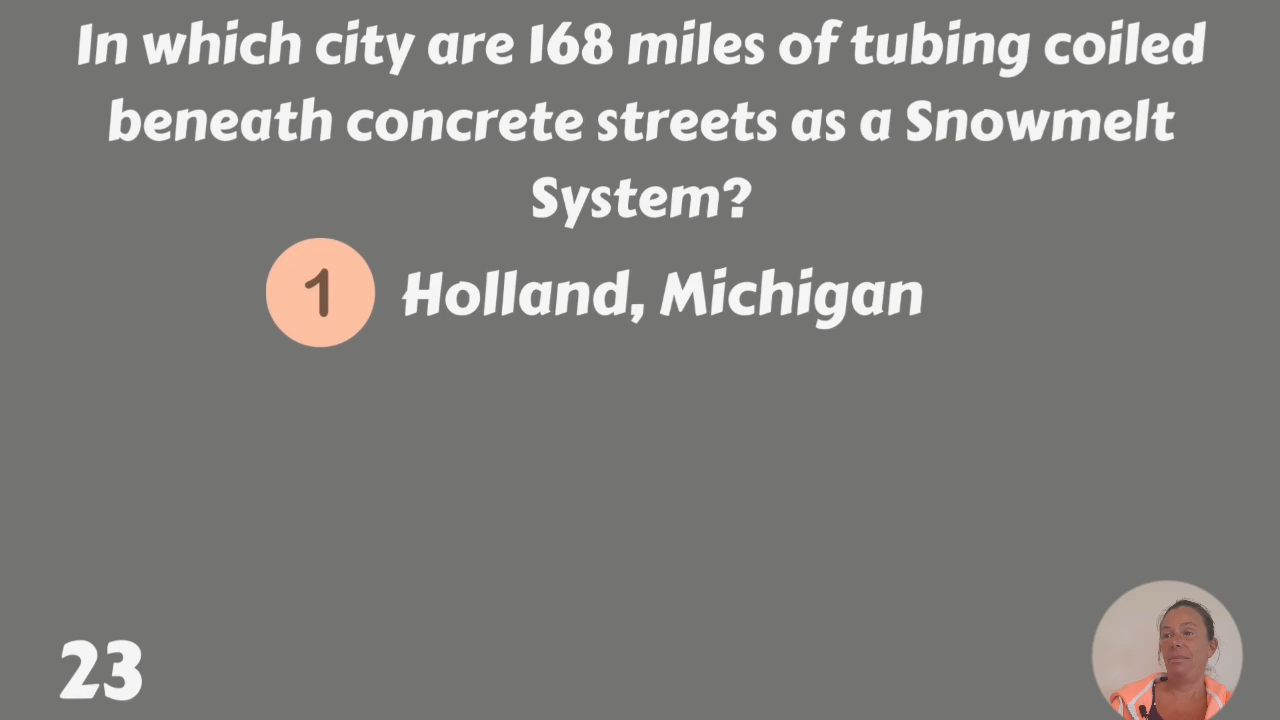 In which city are 168 miles of tubing coiled
beneath concrete streets as a Snowmelt
System?
1 Holland, Michigan
23